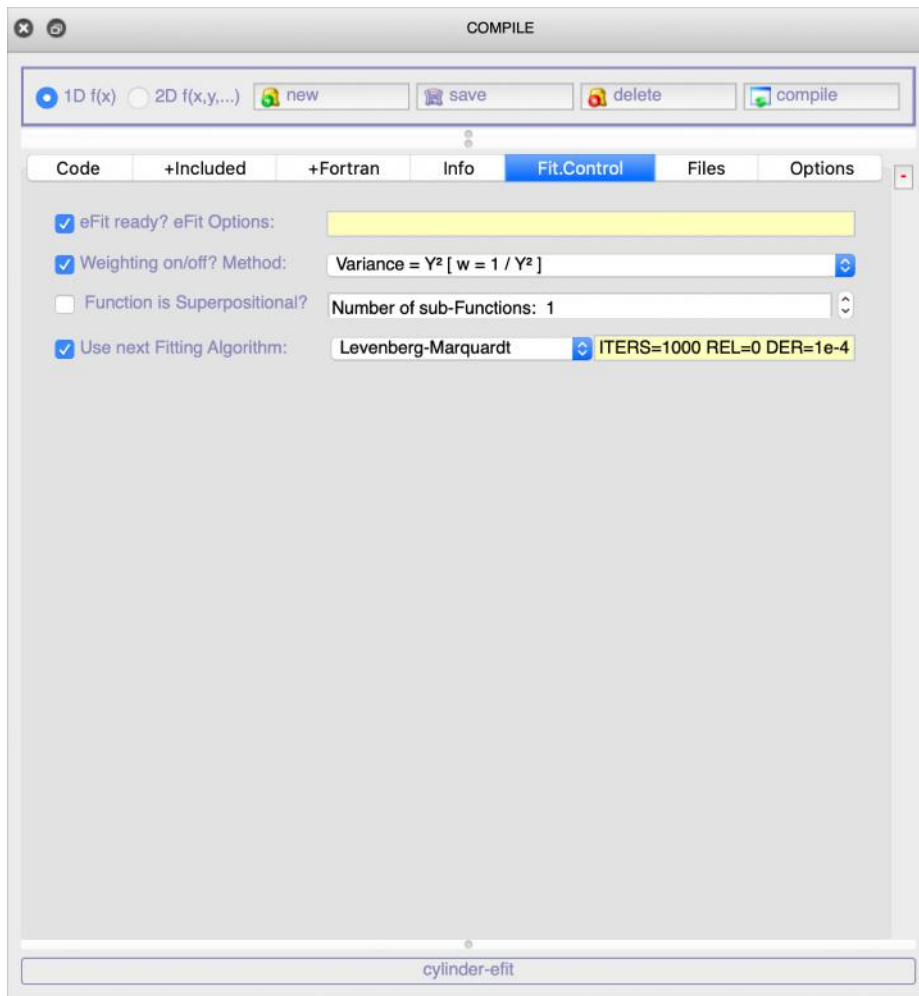 COMPILE
1D f(x) 2D f(x,y,...) new save delete compile
Code +Included +Fortran Info Fit.Control Files Options
-
eFit ready? eFit Options:
Weighting on/off? Method: Variance = Y² [ w = 1 / Y² ]
Function is Superpositional? Number of sub-Functions: 1
Use next Fitting Algorithm: Levenberg-Marquardt ITERS=1000 REL=0 DER=1e-4
cylinder-efit